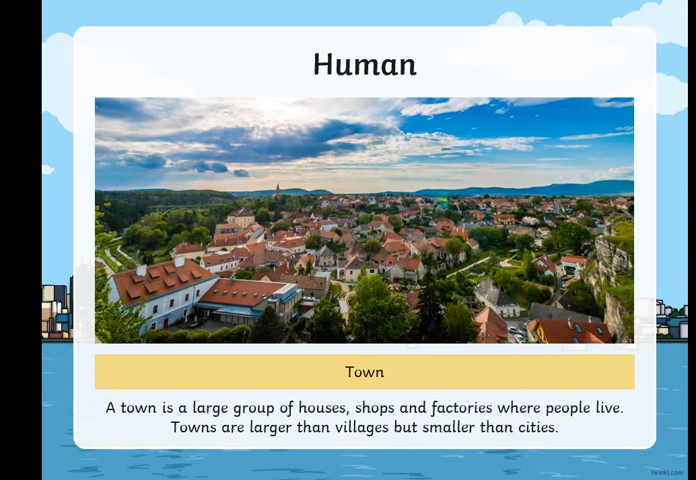 Human
Town
A town is a large group of houses, shops and factories where people live.
Towns are larger than villages but smaller than cities.
twinkl.com